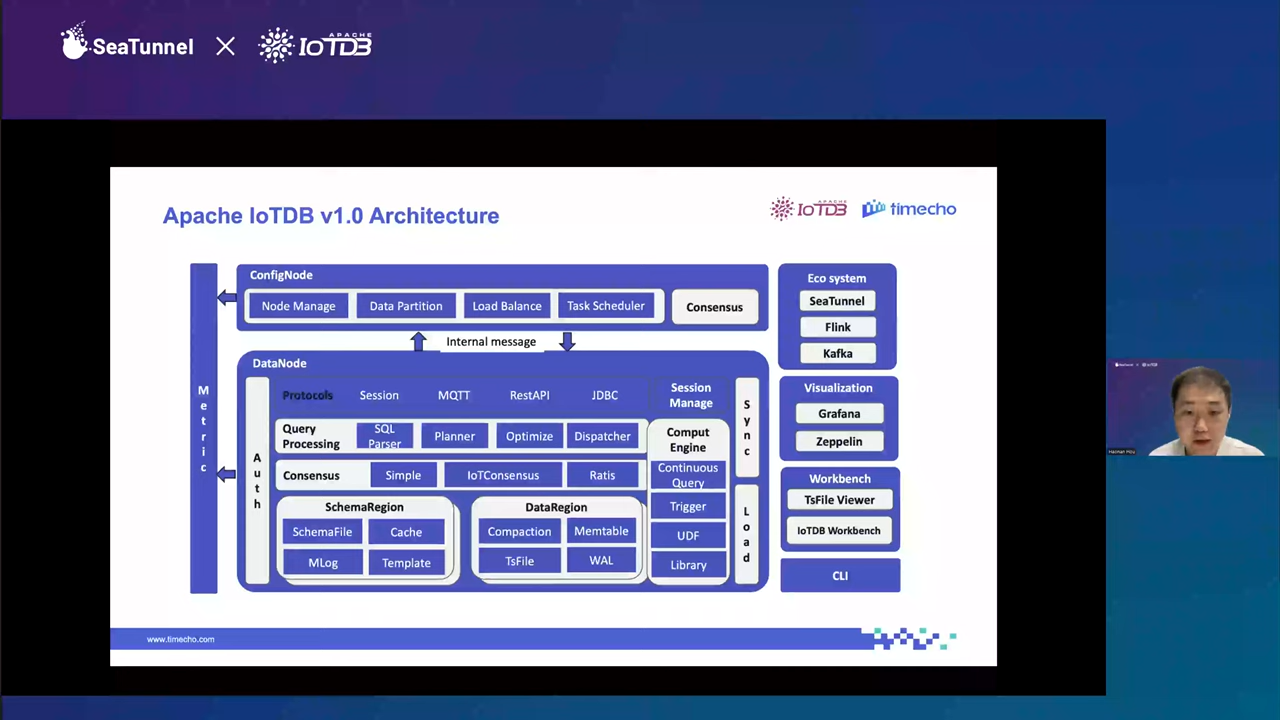 SeaTunnel X APACHE IoTDB
Apache IoTDB v1.0 Architecture
APACHE IoTDB timecho
Metric
ConfigNode
Node Manage Data Partition Load Balance Task Scheduler Consensus
Internal message
DataNode
Auth
Protocols Session MQTT RestAPI JDBC
Query Processing SQL Parser Planner Optimize Dispatcher
Consensus Simple IoTConsensus Ratis
SchemaRegion
SchemaFile Cache
MLog Template
DataRegion
Compaction Memtable
TsFile WAL
Session Manage
Comput Engine
Continuous Query
Trigger
UDF
Library
Sync
Load
Eco system
SeaTunnel
Flink
Kafka
Visualization
Grafana
Zeppelin
Workbench
TsFile Viewer
IoTDB Workbench
CLI
www.timecho.com